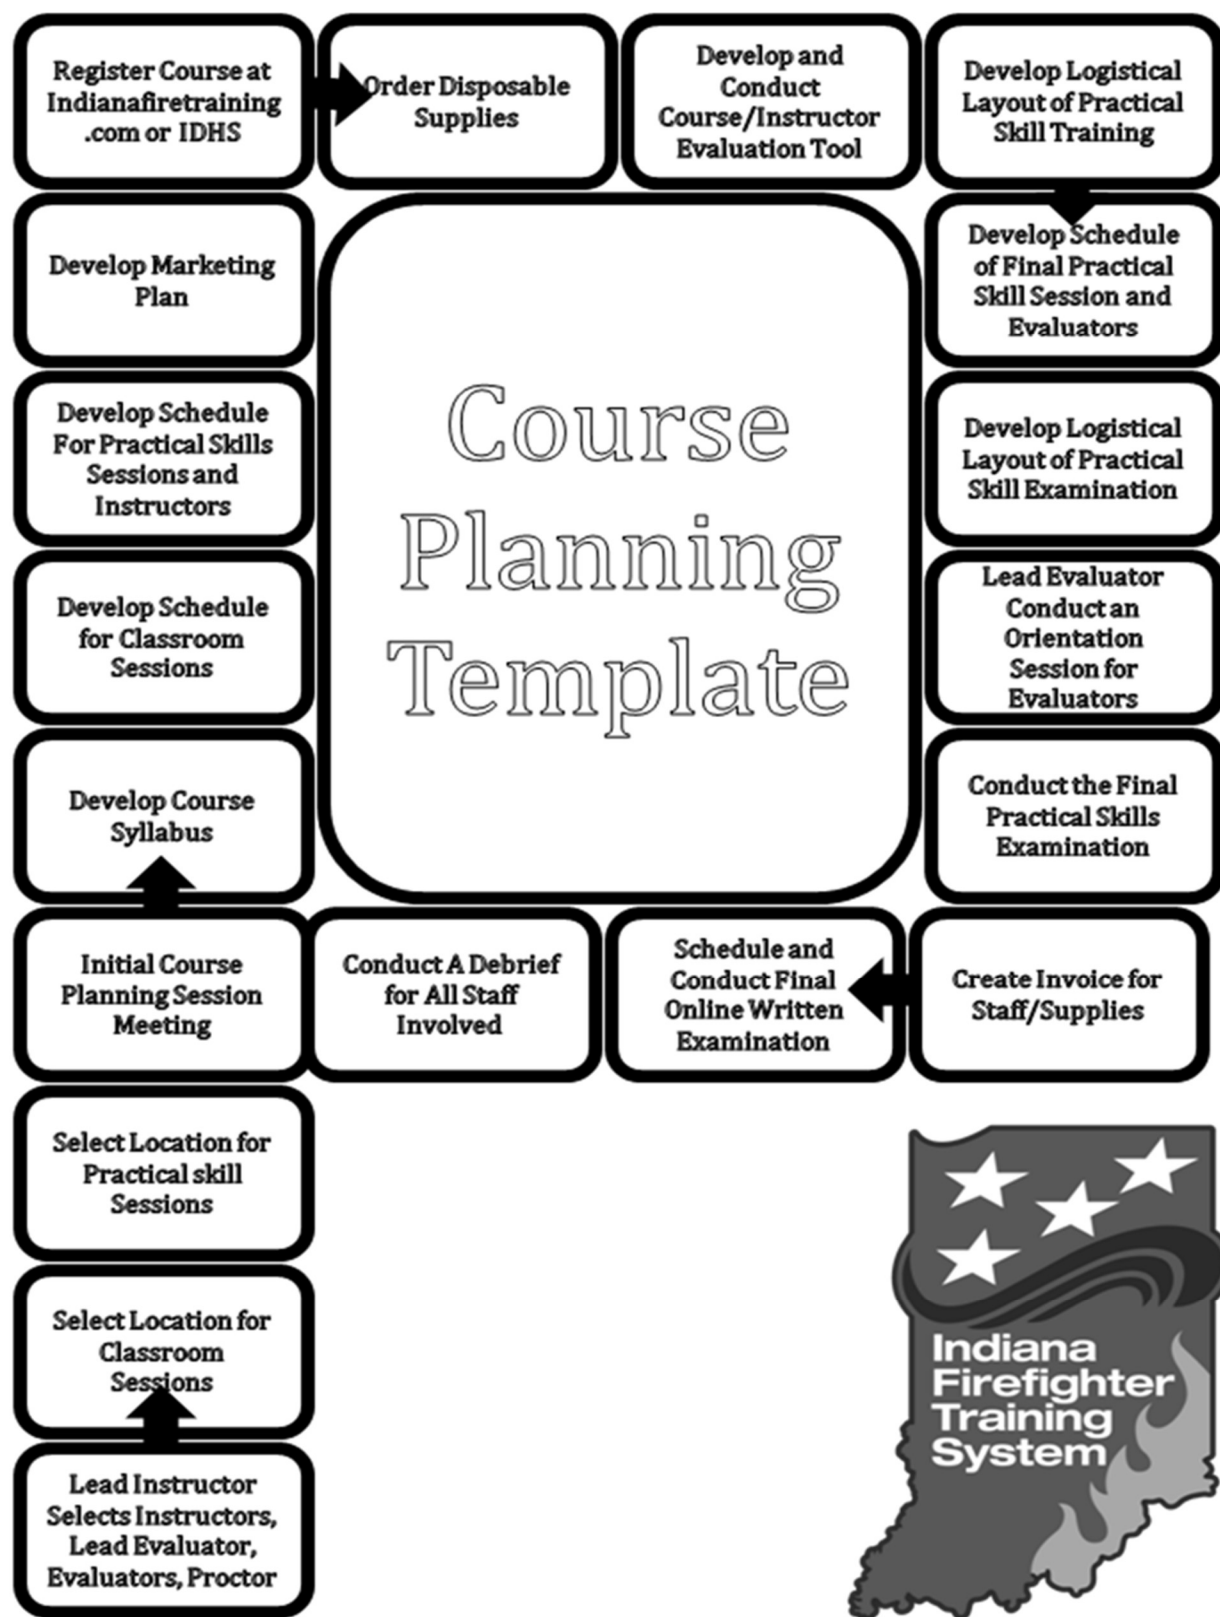 Register Course at
Indianafiretraining
.com or IDHS
Order Disposable
Supplies
Develop and
Conduct
Course/Instructor
Evaluation Tool
Develop Logistical
Layout of Practical
Skill Training
Develop Marketing
Plan
Develop Schedule
of Final Practical
Skill Session and
Evaluators
Develop Schedule
For Practical Skills
Sessions and
Instructors
Develop Logistical
Layout of Practical
Skill Examination
Course
Planning
Template
Develop Schedule
for Classroom
Sessions
Lead Evaluator
Conduct an
Orientation
Session for
Evaluators
Develop Course
Syllabus
Conduct the Final
Practical Skills
Examination
Initial Course
Planning Session
Meeting
Conduct A Debrief
for All Staff
Involved
Schedule and
Conduct Final
Online Written
Examination
Create Invoice for
Staff/Supplies
Select Location for
Practical skill
Sessions
Select Location for
Classroom
Sessions
Lead Instructor
Selects Instructors,
Lead Evaluator,
Evaluators, Proctor
Indiana
Firefighter
Training
System